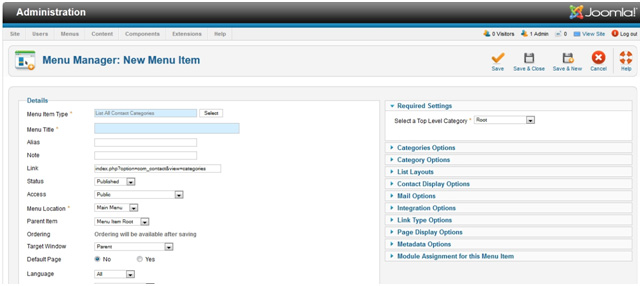 Administration
Joomla!
Site Users Menus Content Components Extensions Help
0 Visitors 1 Admin 0 View Site Log out
Menu Manager: New Menu Item
Save Save & Close Save & New Cancel Help
Details
Menu Item Type * List All Contact Categories Select
Menu Title *
Alias
Note
Link index.php?option=com_contact&view=categories
Status Published
Access Public
Menu Location * Main Menu
Parent Item Menu Item Root
Ordering Ordering will be available after saving
Target Window Parent
Default Page No Yes
Language All
Required Settings
Select a Top Level Category * Root
Categories Options
Category Options
List Layouts
Contact Display Options
Mail Options
Integration Options
Link Type Options
Page Display Options
Metadata Options
Module Assignment for this Menu Item